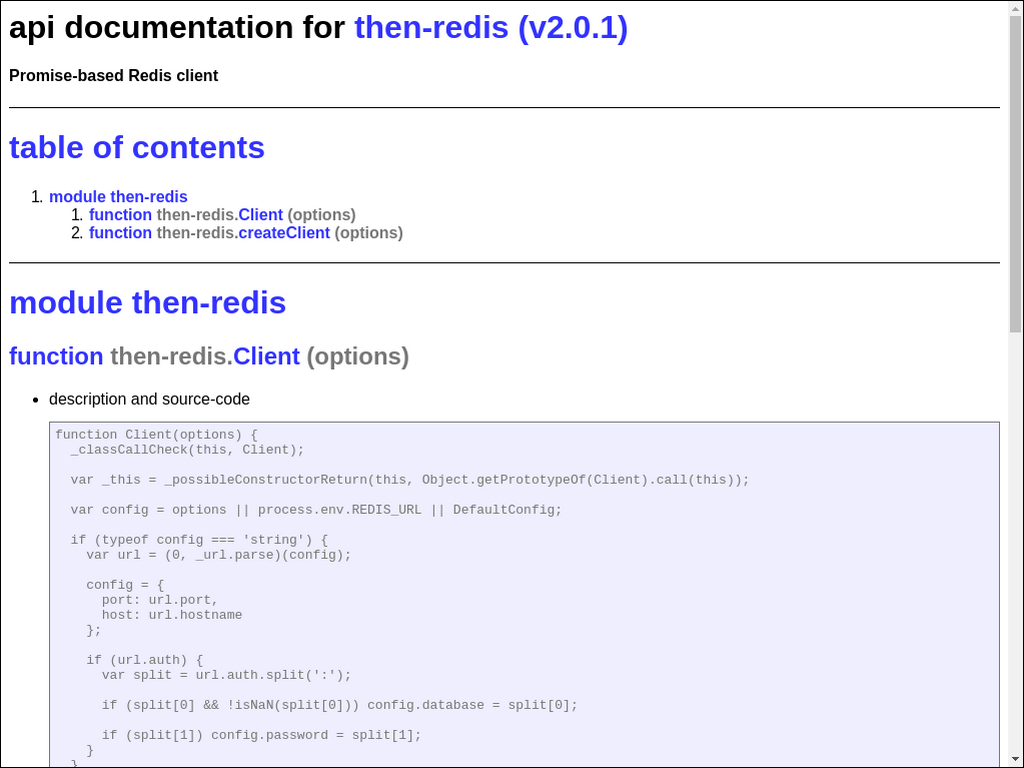 api documentation for then-redis (v2.0.1)
Promise-based Redis client
table of contents
1. module then-redis
1. function then-redis.Client (options)
2. function then-redis.createClient (options)
module then-redis
function then-redis.Client (options)
• description and source-code
function Client(options) {
  _classCallCheck(this, Client);
  var _this = _possibleConstructorReturn(this, Object.getPrototypeOf(Client).call(this));
  var config = options || process.env.REDIS_URL || DefaultConfig;
  if (typeof config === 'string') {
    var url = (0, _url.parse)(config);
    config = {
      port: url.port,
      host: url.hostname
    };
    if (url.auth) {
      var split = url.auth.split(':');
      if (split[0] && !isNaN(split[0])) config.database = split[0];
      if (split[1]) config.password = split[1];
    }
  }